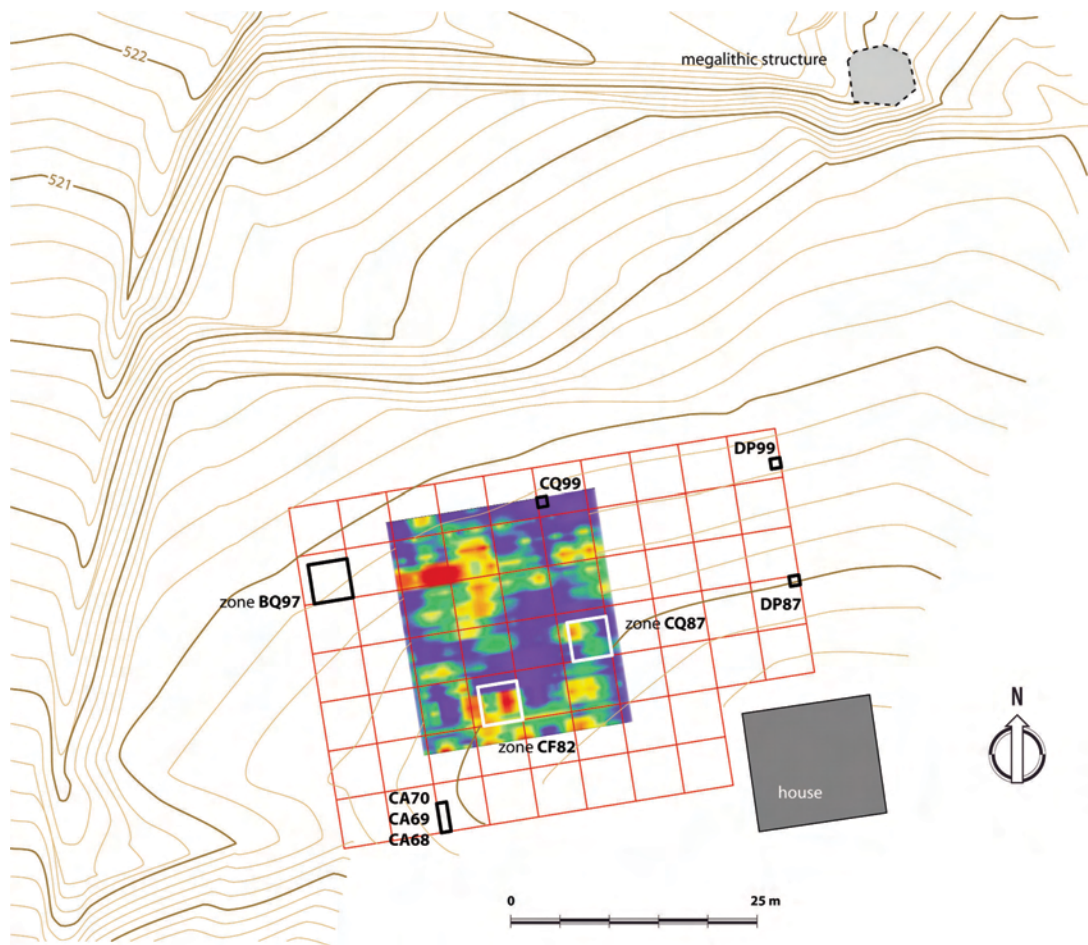 522
megalithic structure
521
DP99
CQ99
zone BQ97
DP87
zone CQ87
zone CF82
N
CA70
CA69
CA68
house
0
25 m